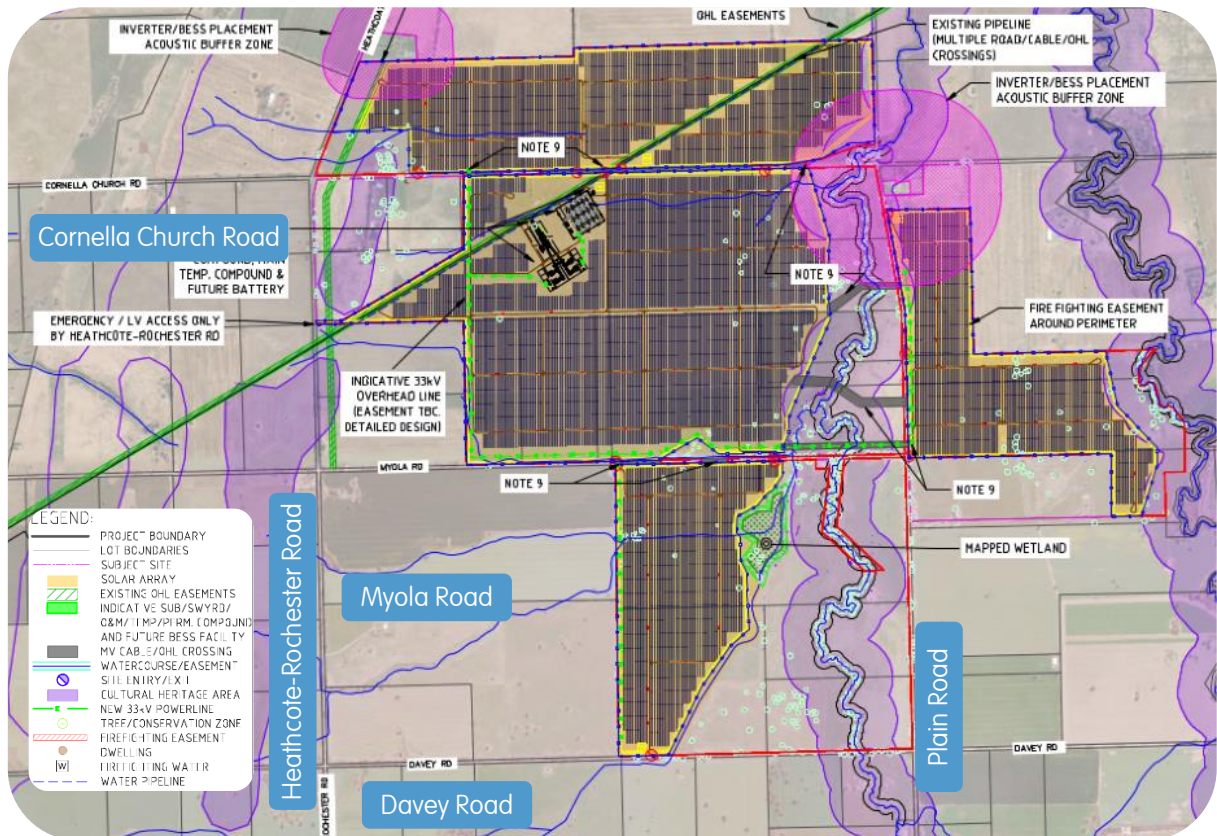 OHL EASEMENTS
INVERTER/BESS PLACEMENT
ACOUSTIC BUFFER ZONE
EXISTING PIPELINE
(MULTIPLE ROAD/CABLE/OHL
CROSSINGS)
INVERTER/BESS PLACEMENT
ACOUSTIC BUFFER ZONE
NOTE 9
CORNELLA CHURCH RD
Cornella Church Road
TEMP. COMPOUND &
FUTURE BATTERY
NOTE 9
EMERGENCY / LV ACCESS ONLY
BY HEATHCOTE-ROCHESTER RD
FIRE FIGHTING EASEMENT
AROUND PERIMETER
INDICATIVE 33kV
OVERHEAD LINE
(EASEMENT TBC.
DETAILED DESIGN)
MYOLA RD
NOTE 9
NOTE 9
MAPPED WETLAND
Heathcote-Rochester Road
Myola Road
Plain Road
LEGEND:
PROJECT BOUNDARY
LOT BOUNDARIES
SUBJECT SITE
SOLAR ARRAY
EXISTING OHL EASEMENTS
INDICATIVE SUB/SWYRD/
O&M/TEMP/PERM. COMPOUND
AND FUTURE BESS FACILITY
MV CABLE/OHL CROSSING
WATERCOURSE/EASEMENT
SITE ENTRY/EXIT
CULTURAL HERITAGE AREA
NEW 33kV POWERLINE
TREE/CONSERVATION ZONE
FIREFIGHTING EASEMENT
DWELLING
W FIREFIGHTING WATER
WATER PIPELINE
DAVEY RD
DAVEY RD
Davey Road